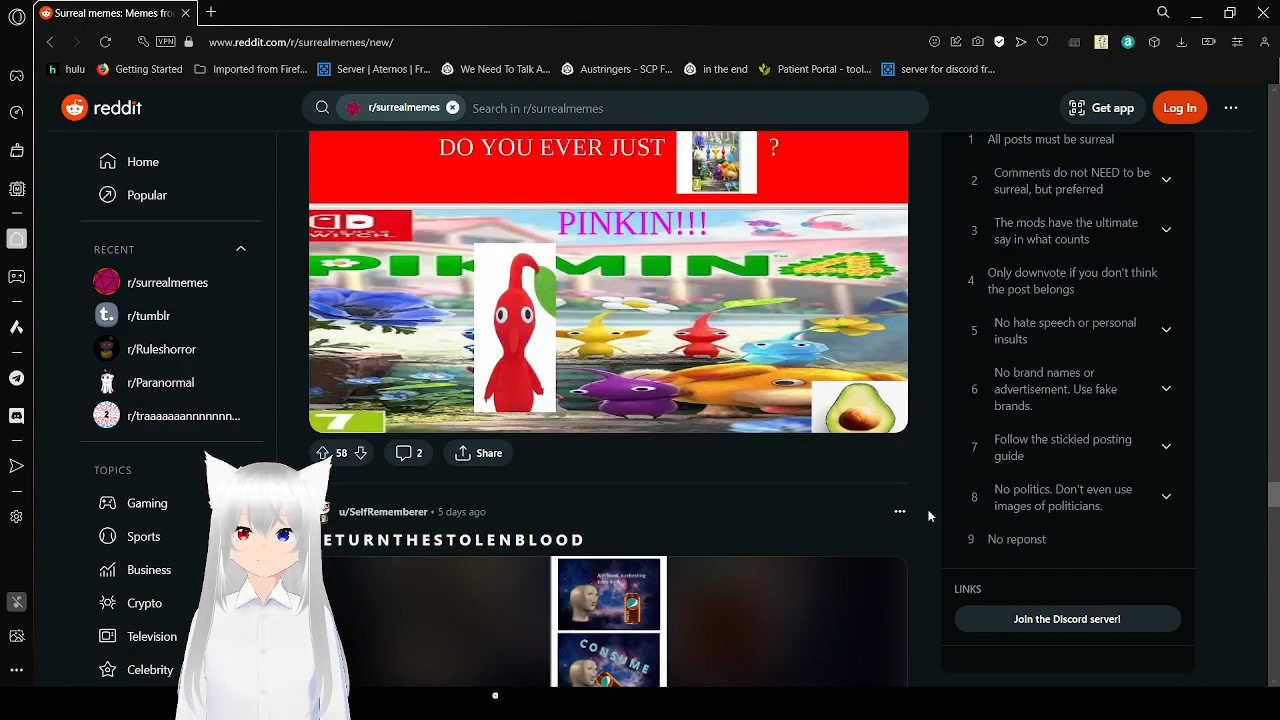 Surreal memes: Memes fro
VPN
www.reddit.com/r/surrealmemes/new/
hulu
Getting Started
Imported from Firef...
Server | Aternos | Fr...
We Need To Talk A...
Austringers - SCP F...
in the end
Patient Portal - tool...
server for discord fr...
reddit
r/surrealmemes
Search in r/surrealmemes
Get app
Log In
Home
Popular
RECENT
r/surrealmemes
r/tumblr
r/Ruleshorror
r/Paranormal
r/traaaaaaannnnnnn...
TOPICS
Gaming
Sports
Business
Crypto
Television
Celebrity
DO YOU EVER JUST ?
PINKIN!!!
PIKMIN 4
7
58
2
Share
u/SelfRememberer • 5 days ago
ETURNTHESTOLENBLOOD
CONSUME
1 All posts must be surreal
2 Comments do not NEED to be
surreal, but preferred
3 The mods have the ultimate
say in what counts
4 Only downvote if you don't think
the post belongs
5 No hate speech or personal
insults
6 No brand names or
advertisement. Use fake
brands.
7 Follow the stickied posting
guide
8 No politics. Don't even use
images of politicians.
9 No reponst
LINKS
Join the Discord server!